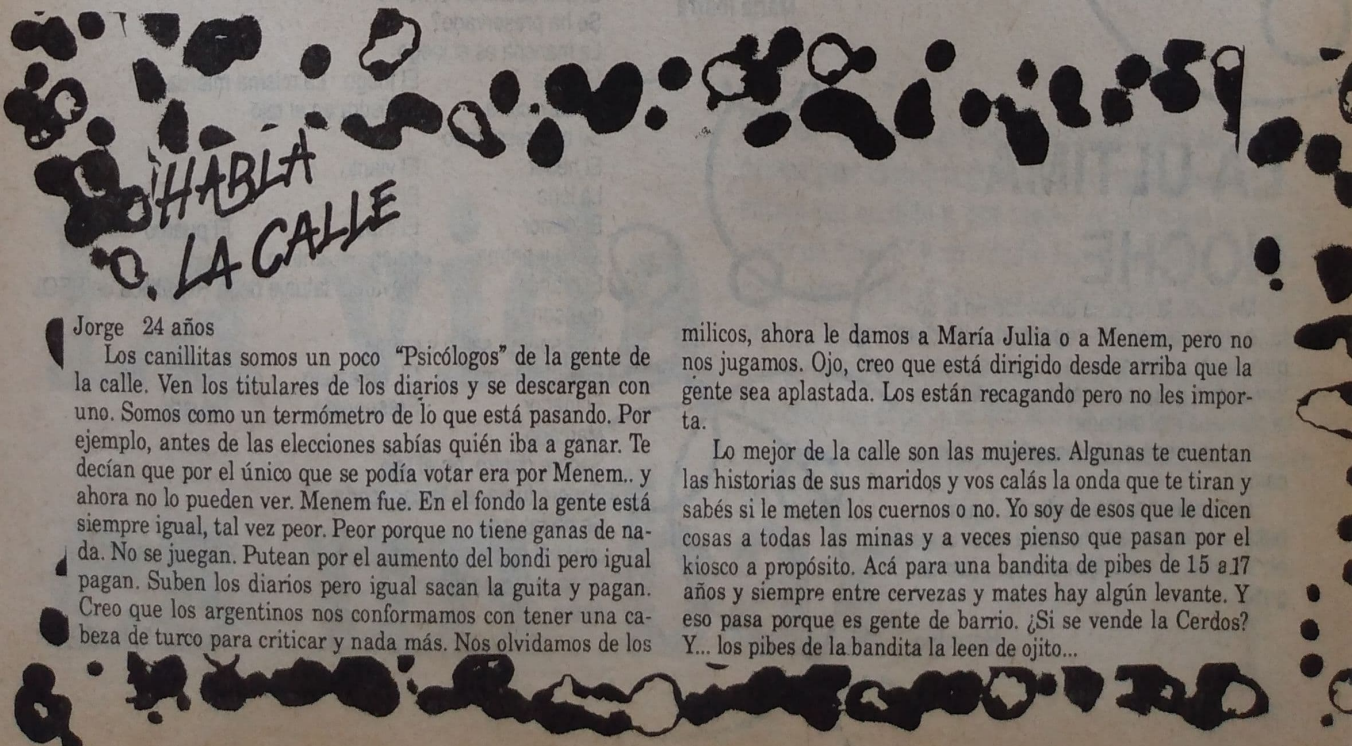 ¡HABLA
LA CALLE
Jorge 24 años
Los canillitas somos un poco “Psicólogos” de la gente de
la calle. Ven los titulares de los diarios y se descargan con
uno. Somos como un termómetro de lo que está pasando. Por
ejemplo, antes de las elecciones sabías quién iba a ganar. Te
decían que por el único que se podía votar era por Menem.. y
ahora no lo pueden ver. Menem fue. En el fondo la gente está
siempre igual, tal vez peor. Peor porque no tiene ganas de na-
da. No se juegan. Putean por el aumento del bondi pero igual
pagan. Suben los diarios pero igual sacan la guita y pagan.
Creo que los argentinos nos conformamos con tener una ca-
beza de turco para criticar y nada más. Nos olvidamos de los
milicos, ahora le damos a María Julia o a Menem, pero no
nos jugamos. Ojo, creo que está dirigido desde arriba que la
gente sea aplastada. Los están recagando pero no les impor-
ta.
Lo mejor de la calle son las mujeres. Algunas te cuentan
las historias de sus maridos y vos calás la onda que te tiran y
sabés si le meten los cuernos o no. Yo soy de esos que le dicen
cosas a todas las minas y a veces pienso que pasan por el
kiosco a propósito. Acá para una bandita de pibes de 15 a 17
años y siempre entre cervezas y mates hay algún levante. Y
eso pasa porque es gente de barrio. ¿Si se vende la Cerdos?
Y... los pibes de la bandita la leen de ojito...